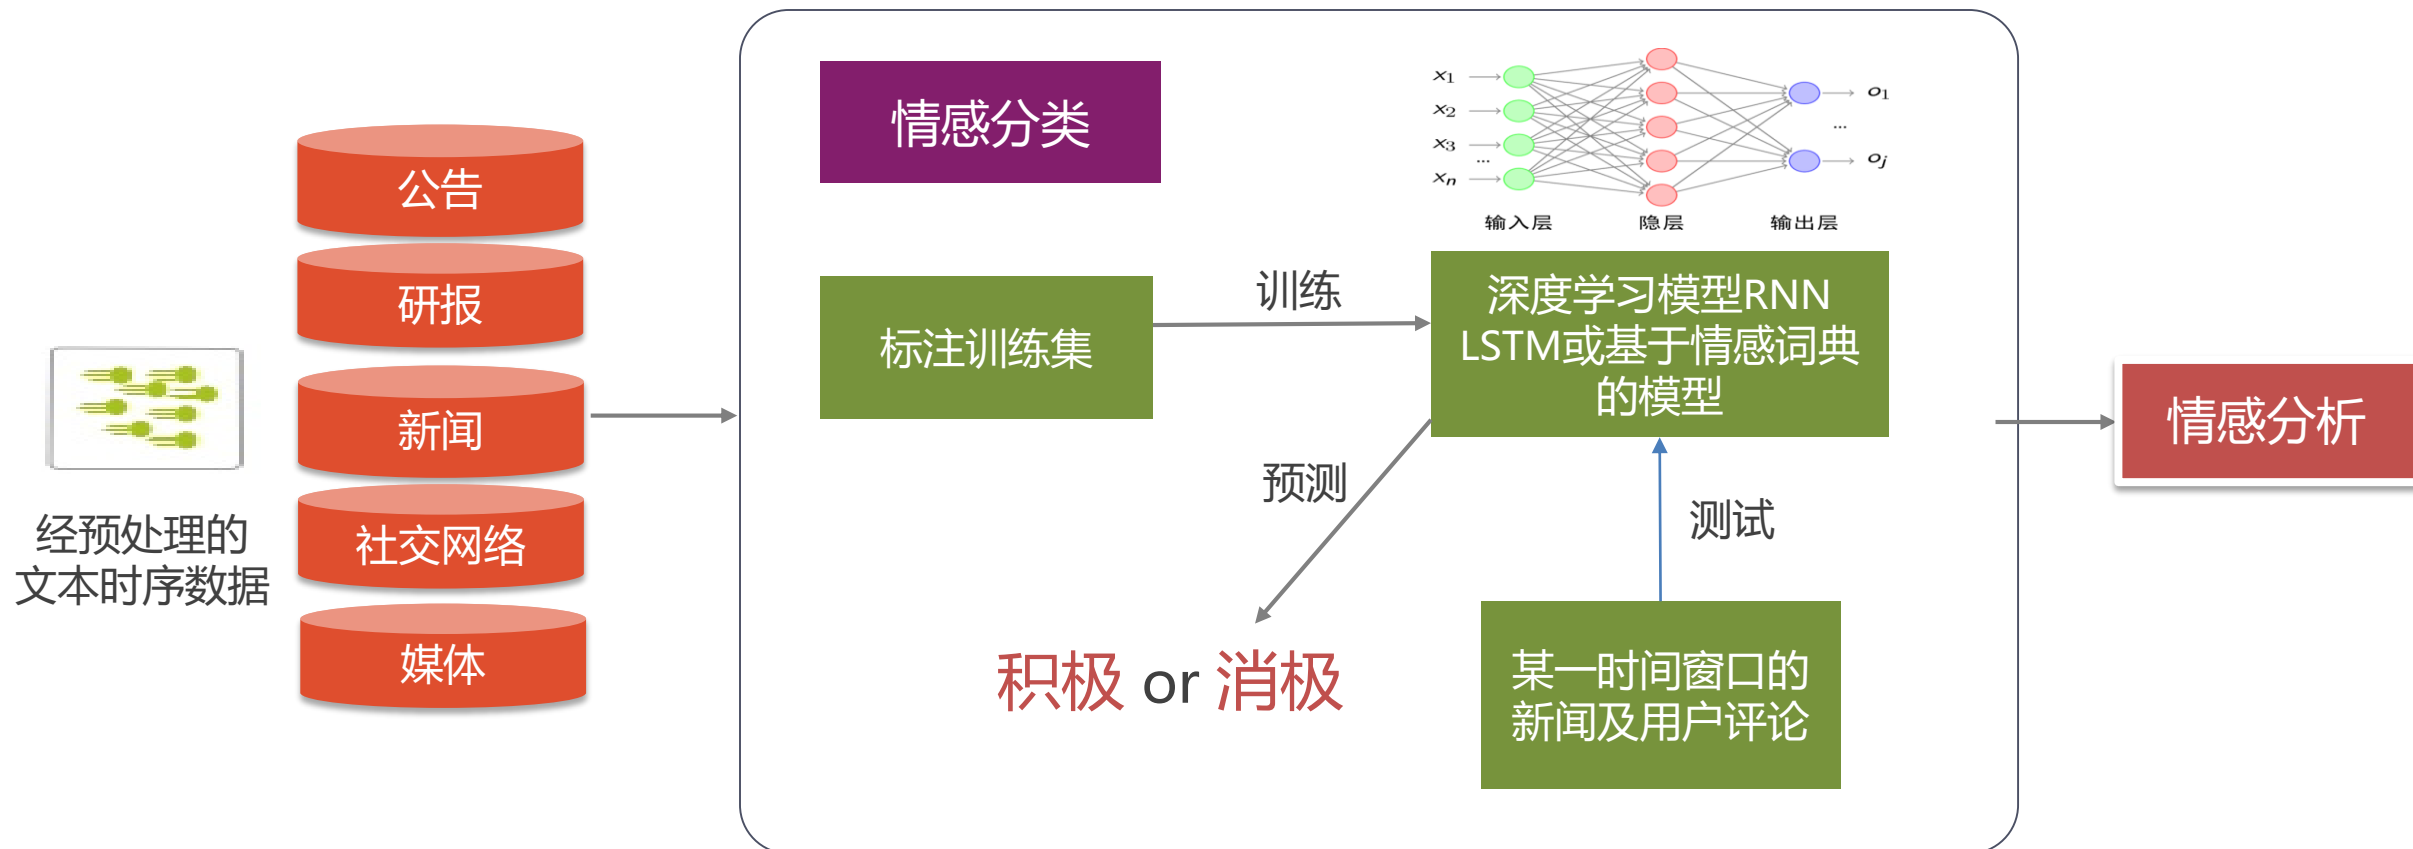 经预处理的
文本时序数据
公告
研报
新闻
社交网络
媒体
情感分类
x1
x2
x3
...
xn
o1
...
oj
输入层
隐层
输出层
标注训练集
训练
深度学习模型RNN
LSTM或基于情感词典
的模型
预测
测试
积极 or 消极
某一时间窗口的
新闻及用户评论
情感分析